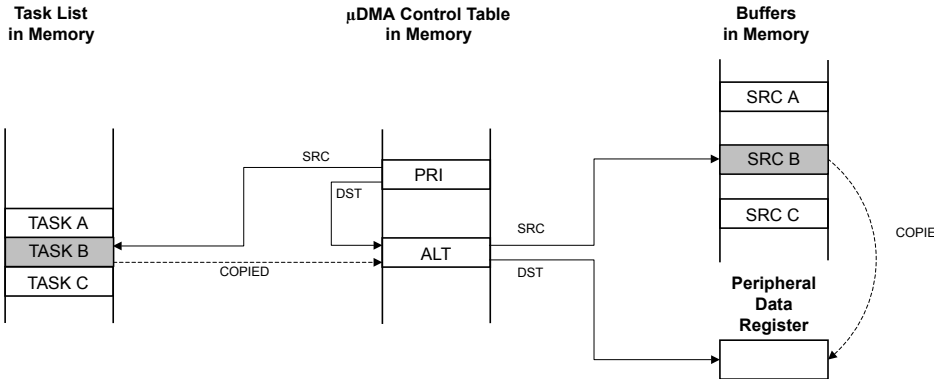 Task List
in Memory
µDMA Control Table
in Memory
Buffers
in Memory
SRC A
SRC
PRI
SRC B
DST
TASK A
SRC C
SRC
TASK B
ALT
COPIE
COPIED
DST
TASK C
Peripheral
Data
Register